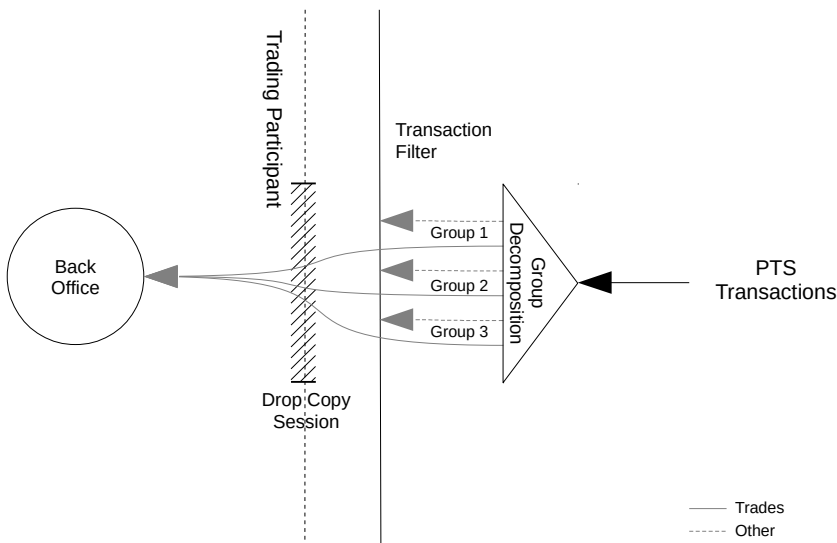 Trading Participant
Transaction
Filter
Group 1
Group 2
Group 3
Group
Decomposition
PTS
Transactions
Back
Office
Drop Copy
Session
Trades
Other